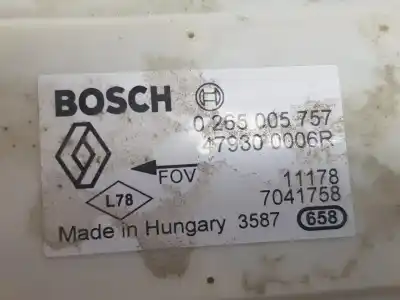 BOSCH
0 265 005 757
47930 0006R
FOV
11178
L78
7041758
Made in Hungary 3587 658